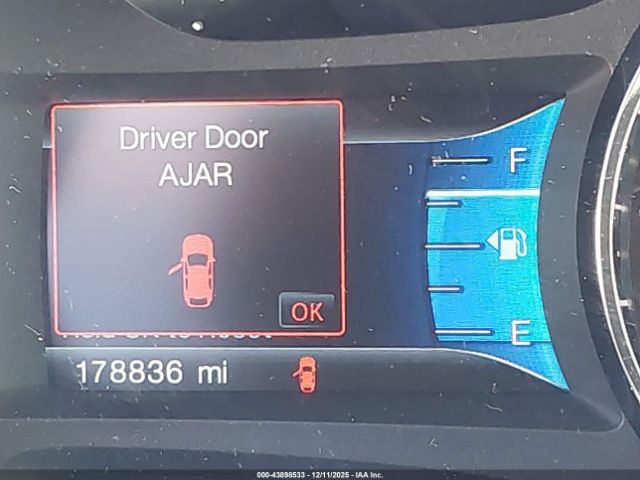 Driver Door
AJAR
OK
F
E
178836 mi
000-43898533 - 12/11/2025 - IAA Inc.